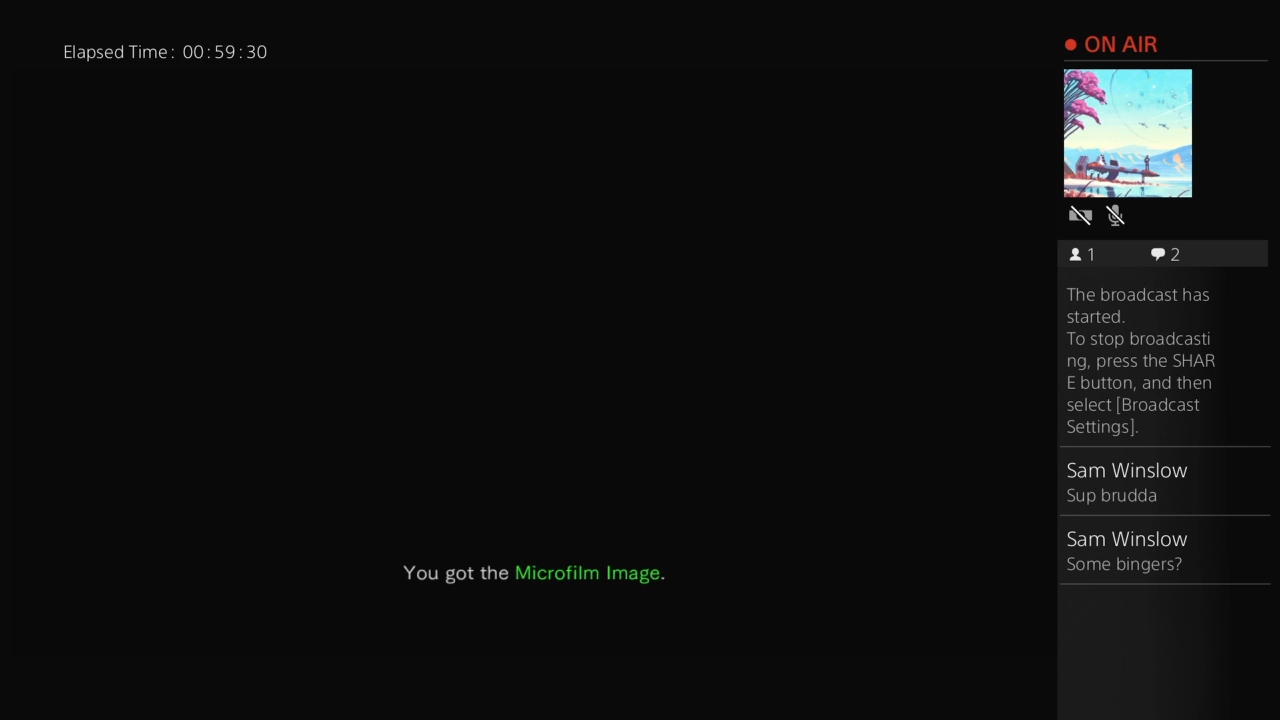 Elapsed Time: 00:59:30
ON AIR
1 2
The broadcast has
started.
To stop broadcasti
ng, press the SHAR
E button, and then
select [Broadcast
Settings].
Sam Winslow
Sup brudda
Sam Winslow
Some bingers?
You got the Microfilm Image.